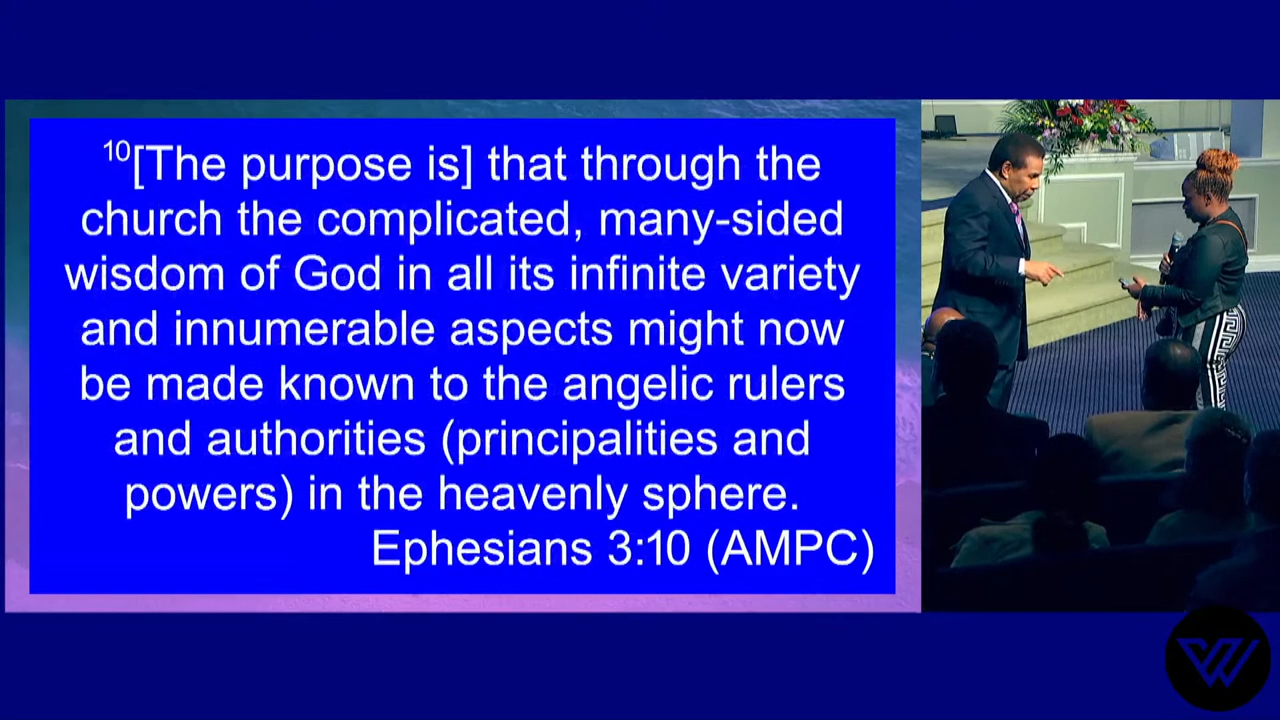 10[The purpose is] that through the
church the complicated, many-sided
wisdom of God in all its infinite variety
and innumerable aspects might now
be made known to the angelic rulers
and authorities (principalities and
powers) in the heavenly sphere.
Ephesians 3:10 (AMPC)